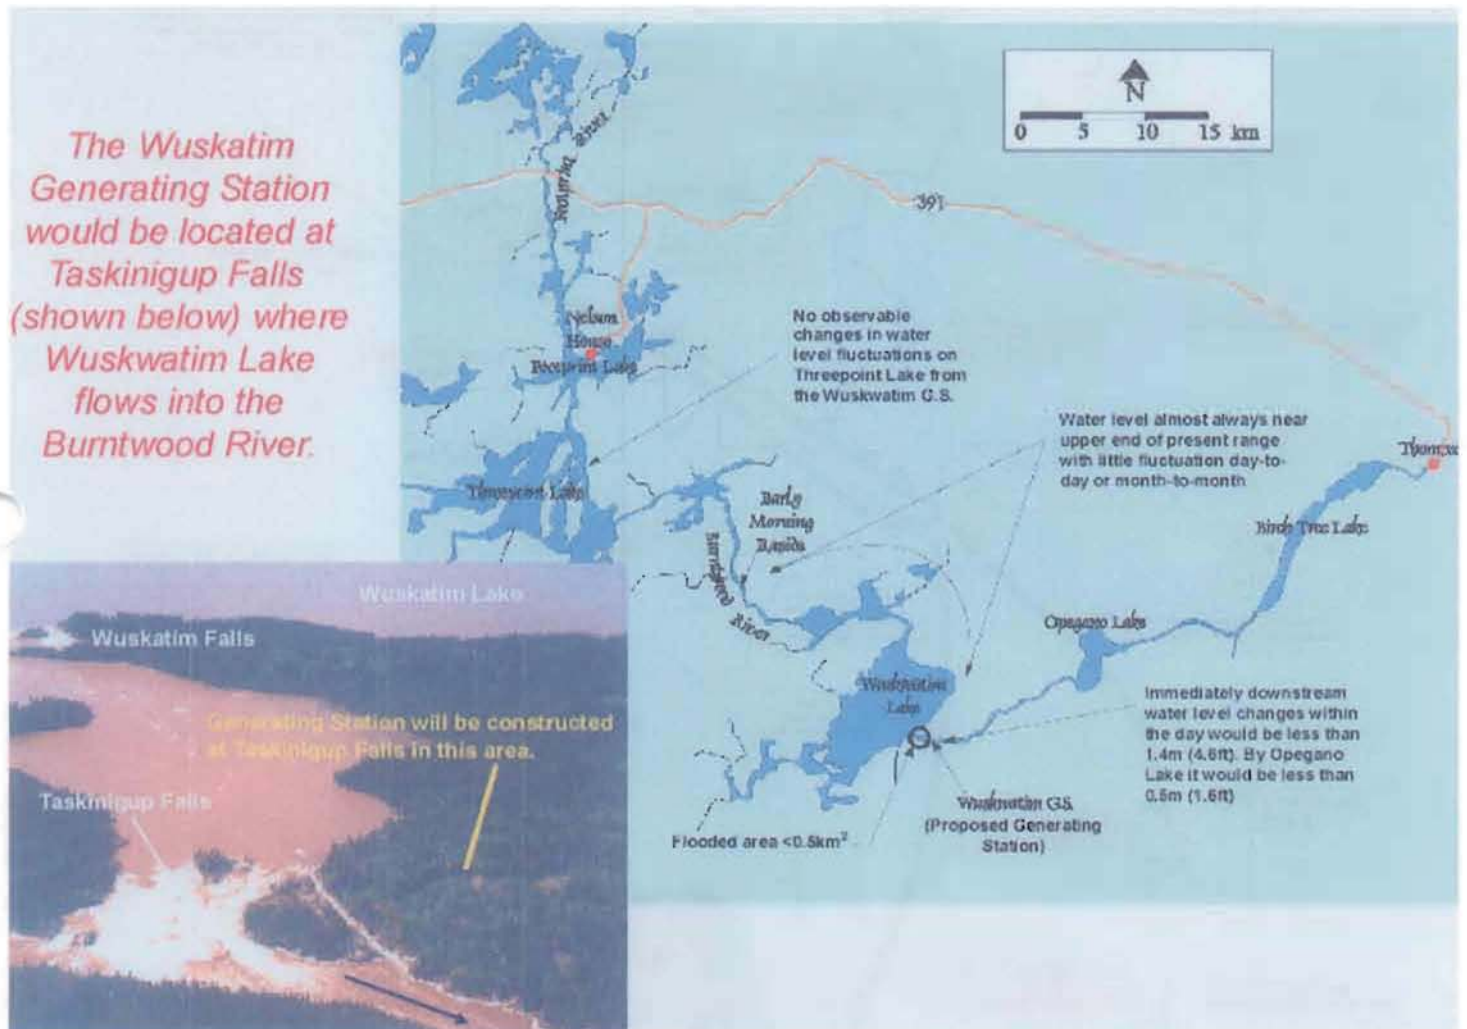 The Wuskatim
Generating Station
would be located at
Taskinigup Falls
(shown below) where
Wuskwatim Lake
flows into the
Burntwood River.
N
0 5 10 15 km
River
391
Nelson
House
Footprint Lake
No observable
changes in water
level fluctuations on
Threepoint Lake from
the Wuskwatim G.S.
Water level almost always near
upper end of present range
with little fluctuation day-to-
day or month-to-month
Threepoint Lake
Early
Morning
Rapids
Burntwood
River
Birch Tree Lake
Opegano Lake
Wuskwatim
Lake
Immediately downstream
water level changes within
the day would be less than
1.4m (4.6ft). By Opegano
Lake it would be less than
0.5m (1.6ft)
Wuskwatim GS.
(Proposed Generating
Station)
Flooded area <0.5km²
Wuskatim Lake
Wuskatim Falls
Generating Station will be constructed
at Taskinigup Falls in this area.
Taskinigup Falls